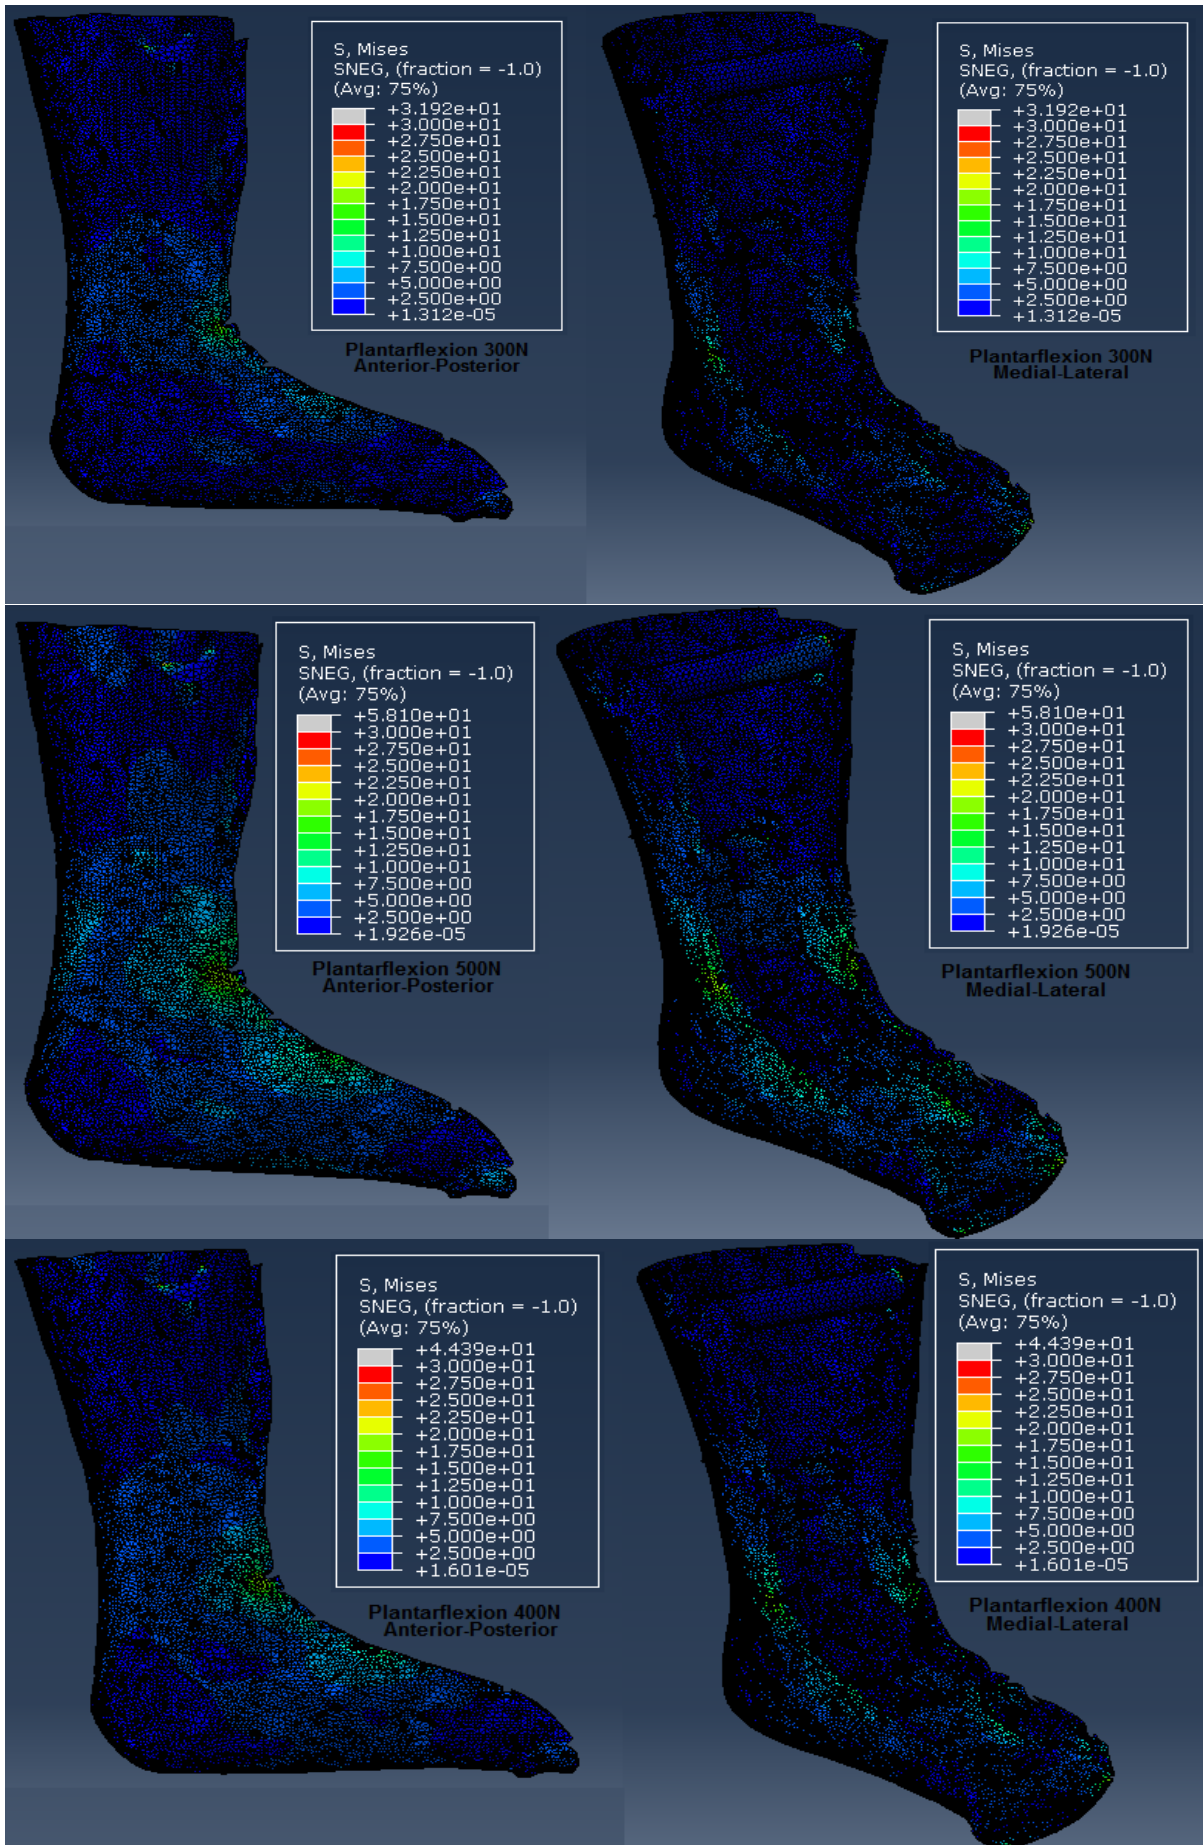 S, Mises
SNEG, (fraction = -1.0)
(Avg: 75%)
+3.192e+01
+3.000e+01
+2.750e+01
+2.500e+01
+2.250e+01
+2.000e+01
+1.750e+01
+1.500e+01
+1.250e+01
+1.000e+01
+7.500e+00
+5.000e+00
+2.500e+00
+1.312e-05
Plantarflexion 300N
Anterior-Posterior
S, Mises
SNEG, (fraction = -1.0)
(Avg: 75%)
+3.192e+01
+3.000e+01
+2.750e+01
+2.500e+01
+2.250e+01
+2.000e+01
+1.750e+01
+1.500e+01
+1.250e+01
+1.000e+01
+7.500e+00
+5.000e+00
+2.500e+00
+1.312e-05
Plantarflexion 300N
Medial-Lateral
S, Mises
SNEG, (fraction = -1.0)
(Avg: 75%)
+5.810e+01
+3.000e+01
+2.750e+01
+2.500e+01
+2.250e+01
+2.000e+01
+1.750e+01
+1.500e+01
+1.250e+01
+1.000e+01
+7.500e+00
+5.000e+00
+2.500e+00
+1.926e-05
Plantarflexion 500N
Anterior-Posterior
S, Mises
SNEG, (fraction = -1.0)
(Avg: 75%)
+5.810e+01
+3.000e+01
+2.750e+01
+2.500e+01
+2.250e+01
+2.000e+01
+1.750e+01
+1.500e+01
+1.250e+01
+1.000e+01
+7.500e+00
+5.000e+00
+2.500e+00
+1.926e-05
Plantarflexion 500N
Medial-Lateral
S, Mises
SNEG, (fraction = -1.0)
(Avg: 75%)
+4.439e+01
+3.000e+01
+2.750e+01
+2.500e+01
+2.250e+01
+2.000e+01
+1.750e+01
+1.500e+01
+1.250e+01
+1.000e+01
+7.500e+00
+5.000e+00
+2.500e+00
+1.601e-05
Plantarflexion 400N
Anterior-Posterior
S, Mises
SNEG, (fraction = -1.0)
(Avg: 75%)
+4.439e+01
+3.000e+01
+2.750e+01
+2.500e+01
+2.250e+01
+2.000e+01
+1.750e+01
+1.500e+01
+1.250e+01
+1.000e+01
+7.500e+00
+5.000e+00
+2.500e+00
+1.601e-05
Plantarflexion 400N
Medial-Lateral